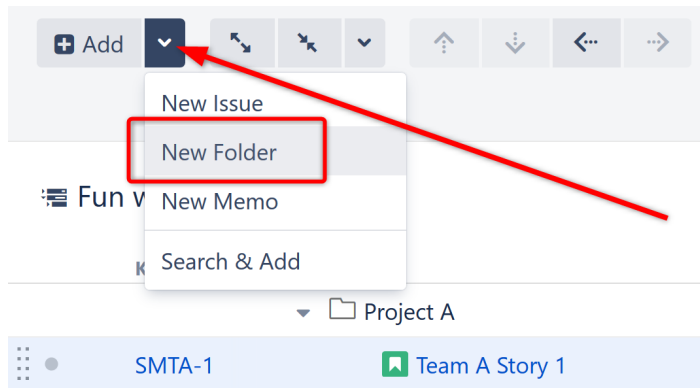 Add
New Issue
New Folder
Fun
New Memo
Search & Add
K
Project A
SMTA-1 Team A Story 1